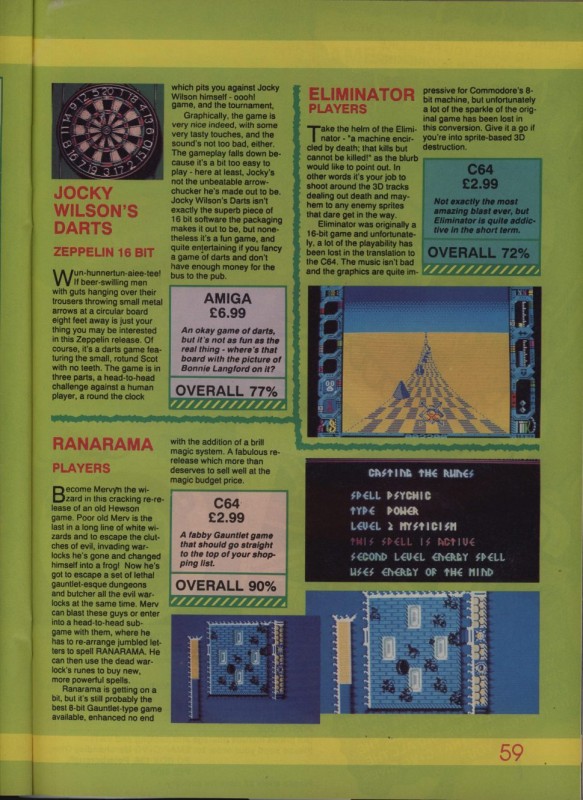 JOCKY
WILSON'S
DARTS
ZEPPELIN 16 BIT
Wun-hunnertun-aiee-tee!
If beer-swilling man
with guts hanging over their
trousers throwing small metal
arrows at a circular board
eight feet away is just your
thing you may be interested
in this Zeppelin release. Of
course, it's a darts game fea-
turing the small, rotund Scot
with no teeth. The game is in
three parts, a head-to-head
challenge against a human
player, a round the clock
which pits you against Jocky
Wilson himself - oooh!
game, and the tournament,
Graphically, the game is
very nice indeed, with some
very tasty touches, and the
sound's not too bad, either.
The gameplay falls down be-
cause it's a bit too easy to
play - here at least, Jocky's
not the unbeatable arrow-
chucker he's made out to be.
Jocky Wilson's Darts isn't
exactly the superb piece of
16 bit software the packaging
makes it out to be, but none-
theless it's a fun game, and
quite entertaining if you fancy
a game of darts and don't
have enough money for the
bus to the pub.
AMIGA
£6.99
An okay game of darts,
but it's not as fun as the
real thing - where's that
board with the picture of
Bonnie Langford on it?
OVERALL 77%
ELIMINATOR
PLAYERS
Take the helm of the Elimi-
nator - "a machine encir-
cled by death; that kills but
cannot be killed!" as the blurb
would like to point out. In
other words it's your job to
shoot around the 3D tracks
dealing out death and may-
hem to any enemy sprites
that dare get in the way.
Eliminator was originally a
16-bit game and unfortunate-
ly, a lot of the playability has
been lost in the translation to
the C64. The music isn't bad
and the graphics are quite im-
pressive for Commodore's 8-
bit machine, but unfortunately
a lot of the sparkle of the orig-
inal game has been lost in
this conversion. Give it a go if
you're into sprite-based 3D
destruction.
C64
£2.99
Not exactly the most
amazing blast ever, but
Eliminator is quite addic-
tive in the short term.
OVERALL 72%
RANARAMA
PLAYERS
Become Mervyn the wi-
zard in this cracking re-re-
lease of an old Hewson
game. Poor old Merv is the
last in a long line of white wi-
zards and to escape the clut-
ches of evil, invading war-
locks he's gone and changed
himself into a frog! Now he's
got to escape a set of lethal
gauntlet-esque dungeons
and butcher all the evil war-
locks at the same time. Merv
can blast these guys or enter
into a head-to-head sub-
game with them, where he
has to re-arrange jumbled let-
ters to spell RANARAMA. He
can then use the dead war-
lock's runes to buy new,
more powerful spells.
Ranarama is getting on a
bit, but it's still probably the
best 8-bit Gauntlet-type game
available, enhanced no end
with the addition of a brill
magic system. A fabulous re-
release which more than
deserves to sell well at the
magic budget price.
C64
£2.99
A fabby Gauntlet game
that should go straight
to the top of your shop-
ping list.
OVERALL 90%
CASTING THE RUNES
SPELL PSYCHIC
TYPE POWER
LEVEL 2 MYSTICISM
THIS SPELL IS ACTIVE
SECOND LEVEL ENERGY SPELL
USES ENERGY OF THE MIND
59